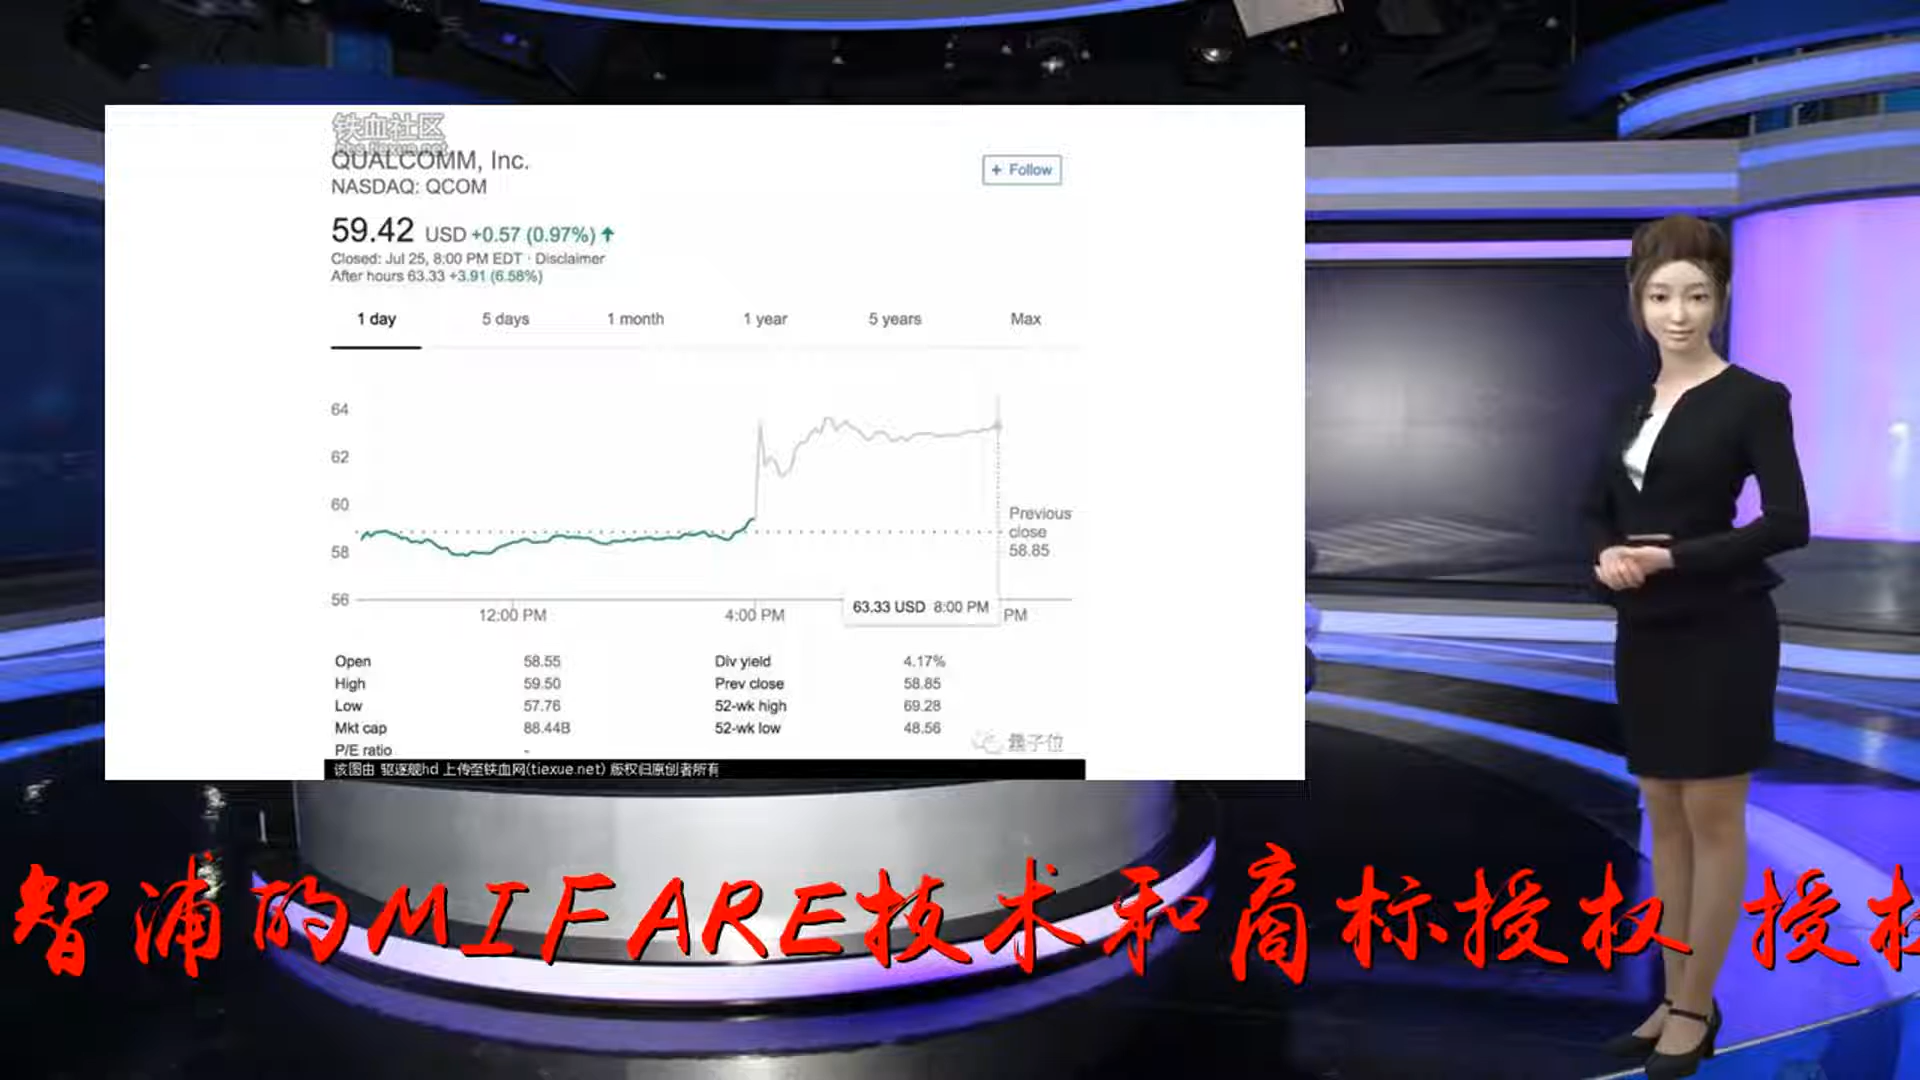 铁血社区
bbs.tiexue.net
QUALCOMM, Inc.
NASDAQ: QCOM
+ Follow
59.42 USD +0.57 (0.97%) ↑
Closed: Jul 25, 8:00 PM EDT · Disclaimer
After hours 63.33 +3.91 (6.58%)
1 day 5 days 1 month 1 year 5 years Max
64
62
60
58
56
Previous
close
58.85
12:00 PM 4:00 PM 63.33 USD 8:00 PM PM
Open 58.55 Div yield 4.17%
High 59.50 Prev close 58.85
Low 57.76 52-wk high 69.28
Mkt cap 88.44B 52-wk low 48.56
P/E ratio -
量子位
该图由 驱逐舰hd 上传至铁血网(tiexue.net) 版权归原创者所有
智浦的MIFARE技术和商标授权 授权